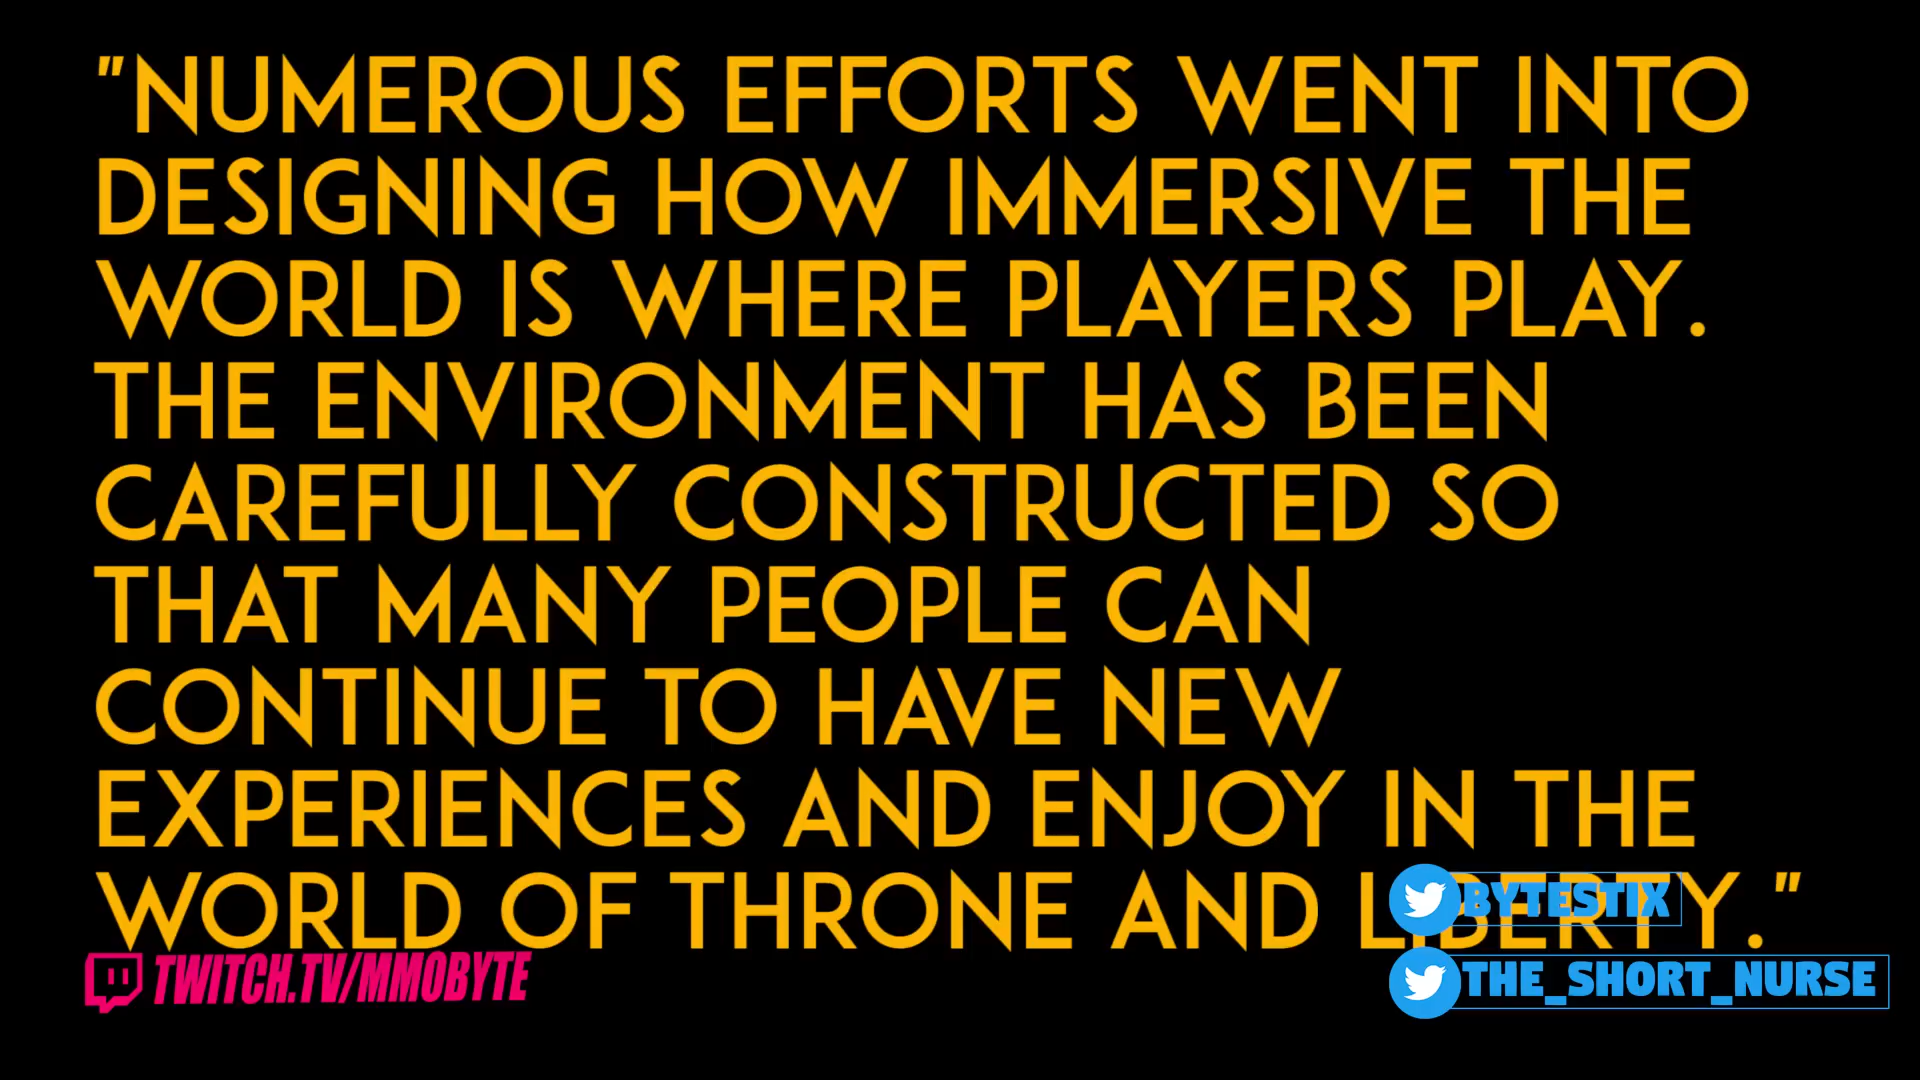 "NUMEROUS EFFORTS WENT INTO
DESIGNING HOW IMMERSIVE THE
WORLD IS WHERE PLAYERS PLAY.
THE ENVIRONMENT HAS BEEN
CAREFULLY CONSTRUCTED SO
THAT MANY PEOPLE CAN
CONTINUE TO HAVE NEW
EXPERIENCES AND ENJOY IN THE
WORLD OF THRONE AND LIBERTY."
BYTESTIX
TWITCH.TV/MMOBYTE
THE_SHORT_NURSE